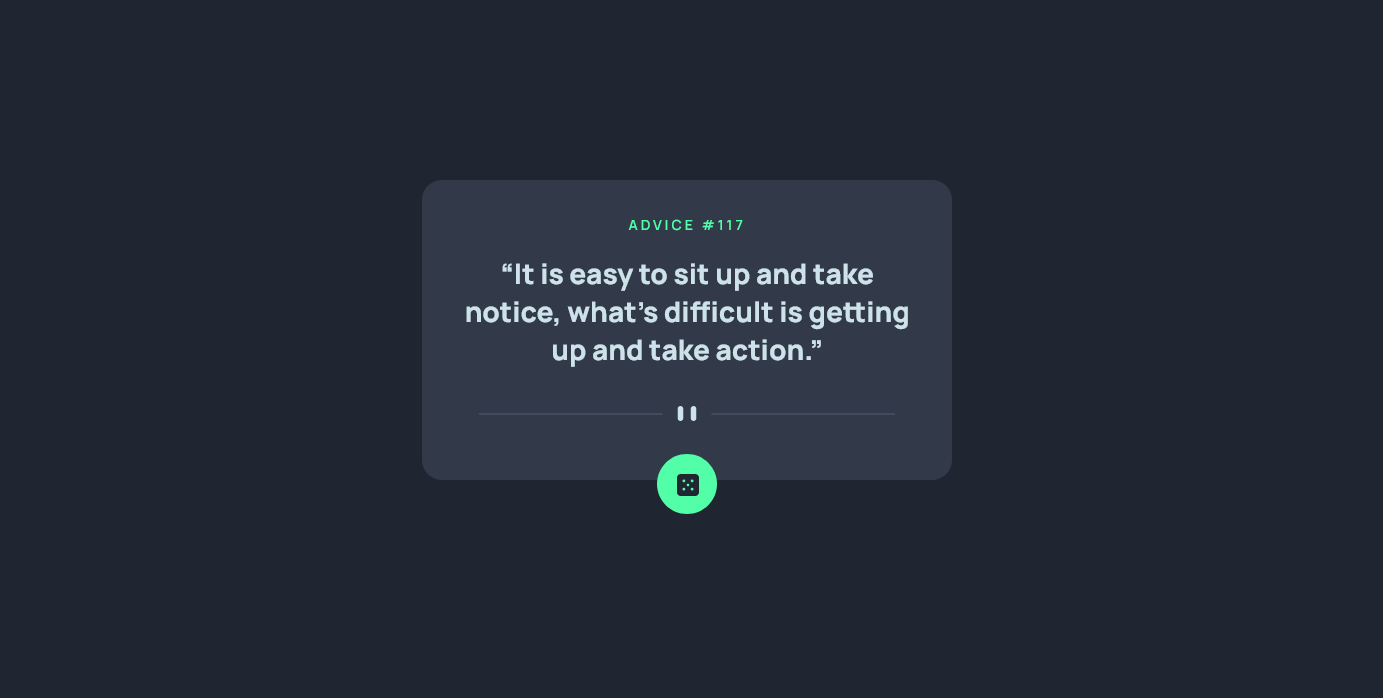 ADVICE #117
“It is easy to sit up and take
notice, what’s difficult is getting
up and take action.”